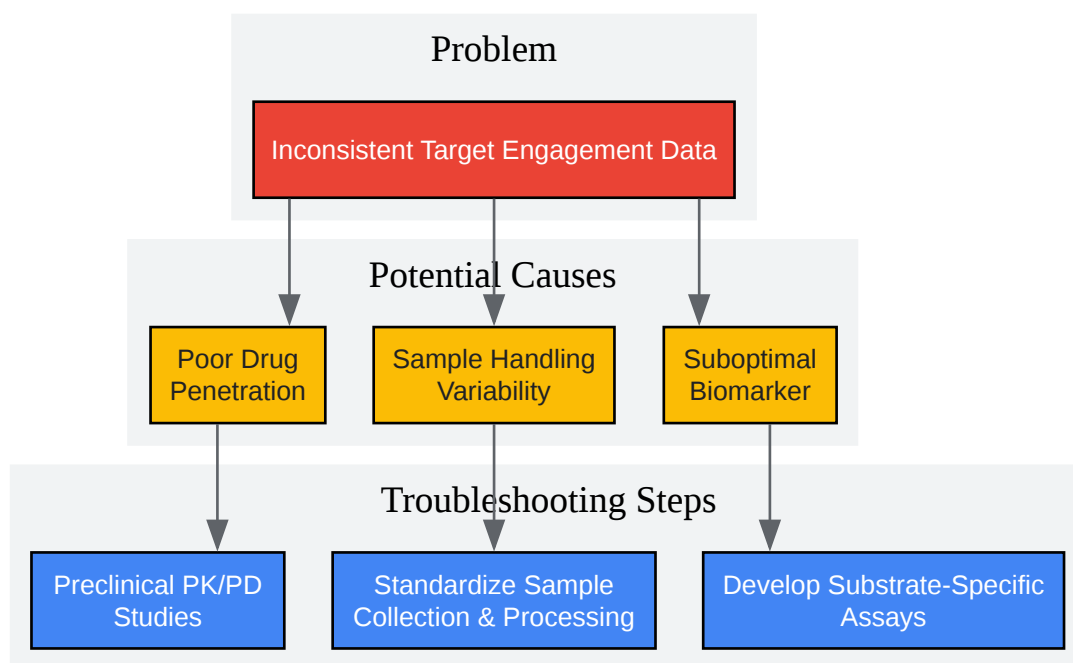 Problem
Inconsistent Target Engagement Data
Potential Causes
Poor Drug
Penetration
Sample Handling
Variability
Suboptimal
Biomarker
Troubleshooting Steps
Preclinical PK/PD
Studies
Standardize Sample
Collection & Processing
Develop Substrate-Specific
Assays